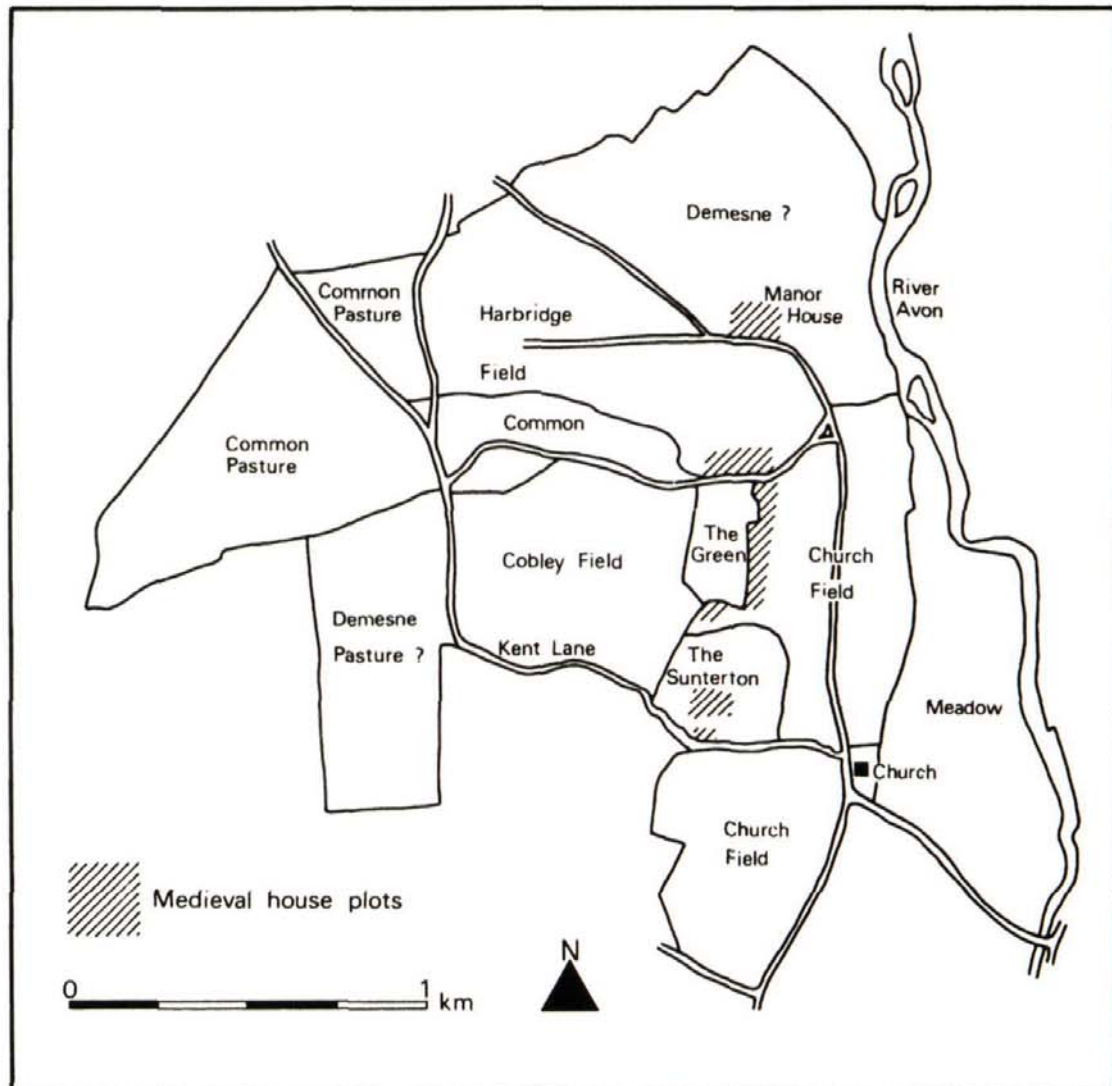 Demesne ?
Common
Pasture
Manor
House
River
Avon
Harbridge
Field
Common
Common
Pasture
The
Green
Church
Field
Cobley Field
Demesne
Pasture ?
Kent Lane
The
Sunterton
Meadow
Church
Church
Field
Medieval house plots
N
0 1
km